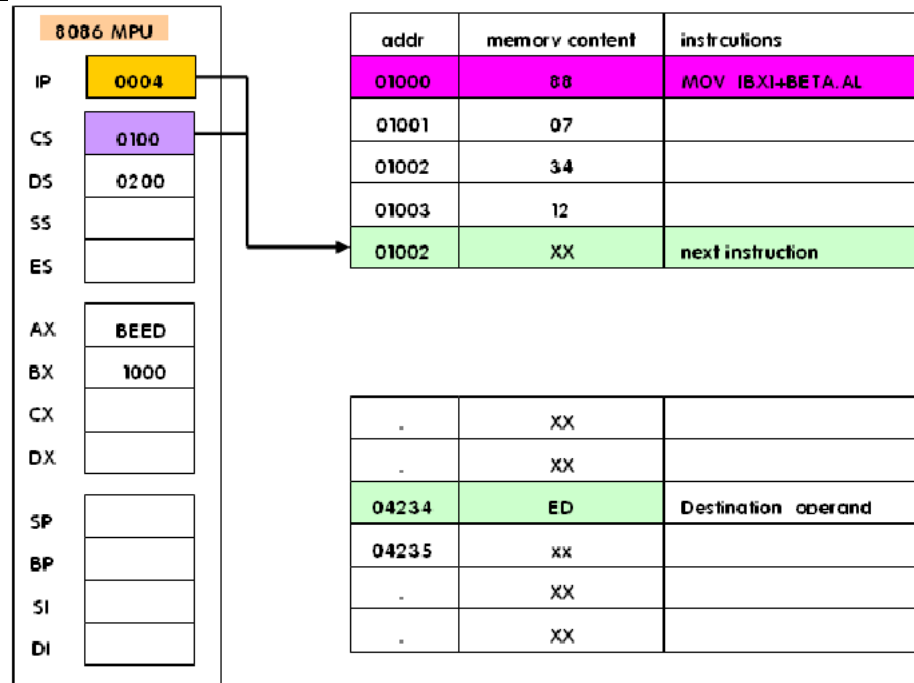 8086 MPU
IP 0004
CS 0100
DS 0200
SS
ES
AX BEED
BX 1000
CX
DX
SP
BP
SI
DI
addr memory content instrcutions
01000 88 MOV [BX]+BETA,AL
01001 07
01002 34
01003 12
01002 XX next instruction
. XX
. XX
04234 ED Destination operand
04235 xx
. XX
. XX